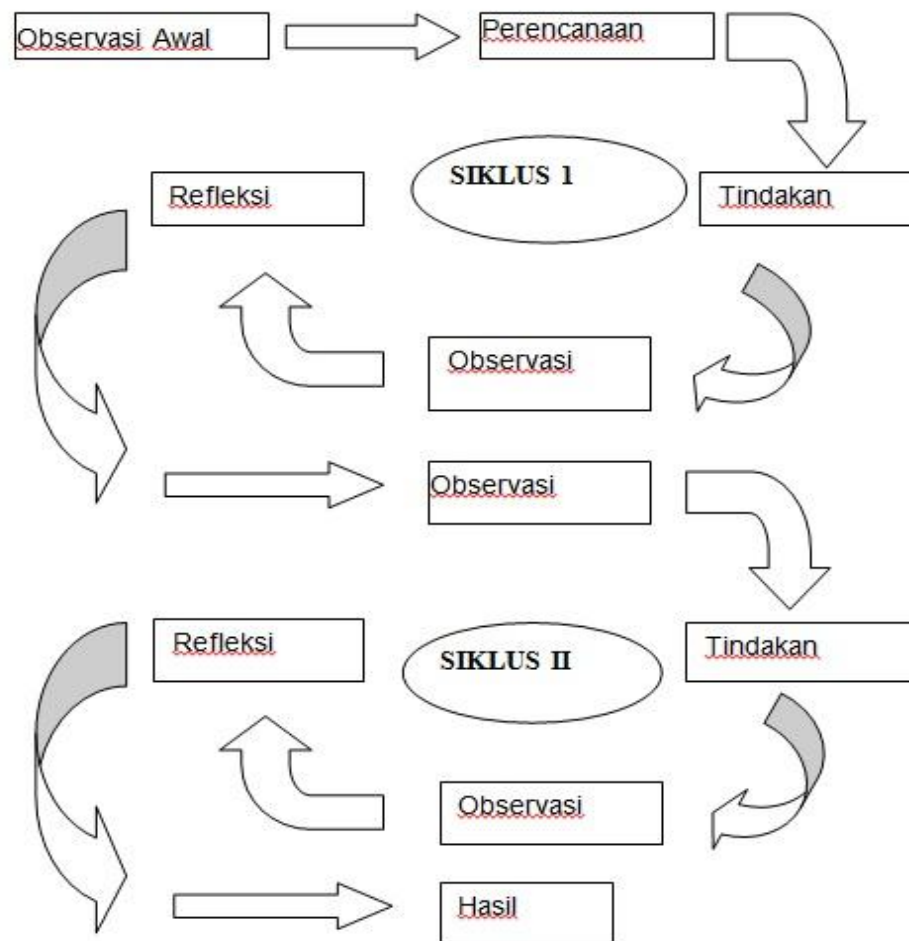 Observasi Awal
Perencanaan
Refleksi
SIKLUS 1
Tindakan
Observasi
Observasi
Refleksi
SIKLUS II
Tindakan
Observasi
Hasil